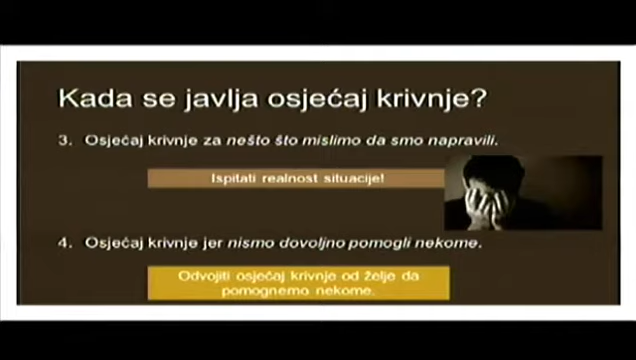 Kada se javlja osjećaj krivnje?
3. Osjećaj krivnje za nešto što mislimo da smo napravili.
Ispitati realnost situacije!
4. Osjećaj krivnje jer nismo dovoljno pomogli nekome.
Odvojiti osjećaj krivnje od želje da
pomognemo nekome.